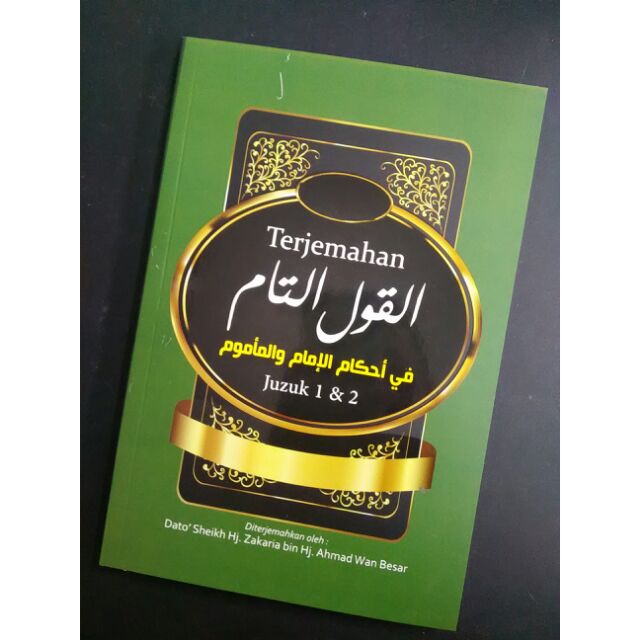 Terjemahan
القول التام
في أحكام الإمام والمأموم
Juzuk 1 & 2
Diterjemahkan oleh :
Dato' Sheikh Hj. Zakaria bin Hj. Ahmad Wan Besar